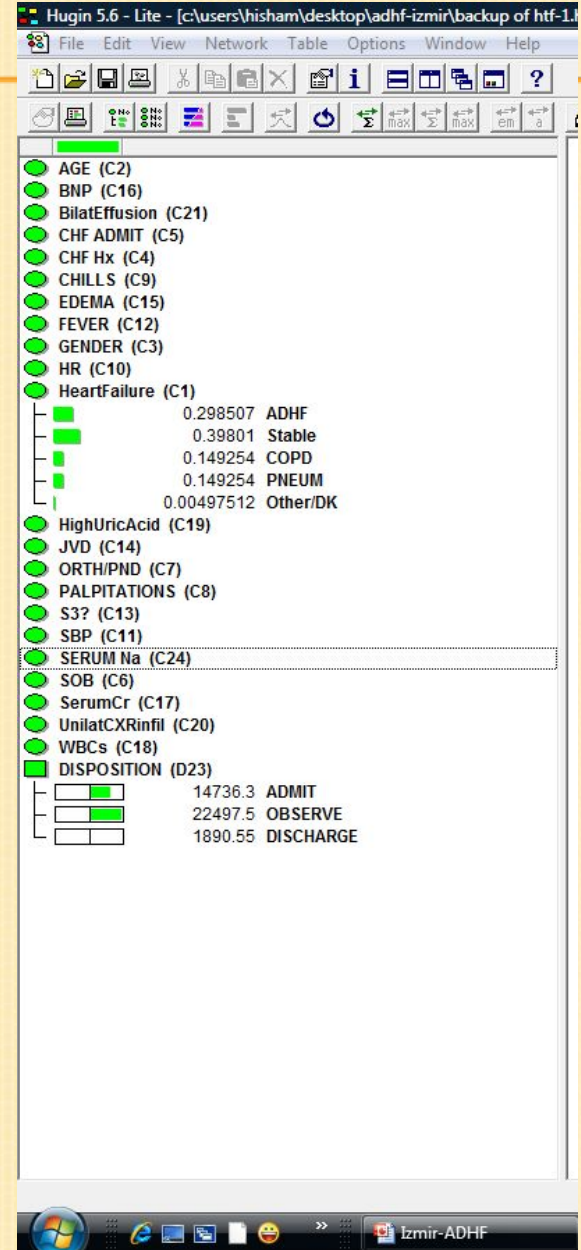 Hugin 5.6 - Lite - [c:\users\hisham\desktop\adhf-izmir\backup of htf-1.
File Edit View Network Table Options Window Help
AGE (C2)
BNP (C16)
BilatEffusion (C21)
CHF ADMIT (C5)
CHF Hx (C4)
CHILLS (C9)
EDEMA (C15)
FEVER (C12)
GENDER (C3)
HR (C10)
HeartFailure (C1)
0.298507 ADHF
0.39801 Stable
0.149254 COPD
0.149254 PNEUM
0.00497512 Other/DK
HighUricAcid (C19)
JVD (C14)
ORTH/PND (C7)
PALPITATIONS (C8)
S3? (C13)
SBP (C11)
SERUM Na (C24)
SOB (C6)
SerumCr (C17)
UnilatCXRinfil (C20)
WBCs (C18)
DISPOSITION (D23)
14736.3 ADMIT
22497.5 OBSERVE
1890.55 DISCHARGE
Izmir-ADHF